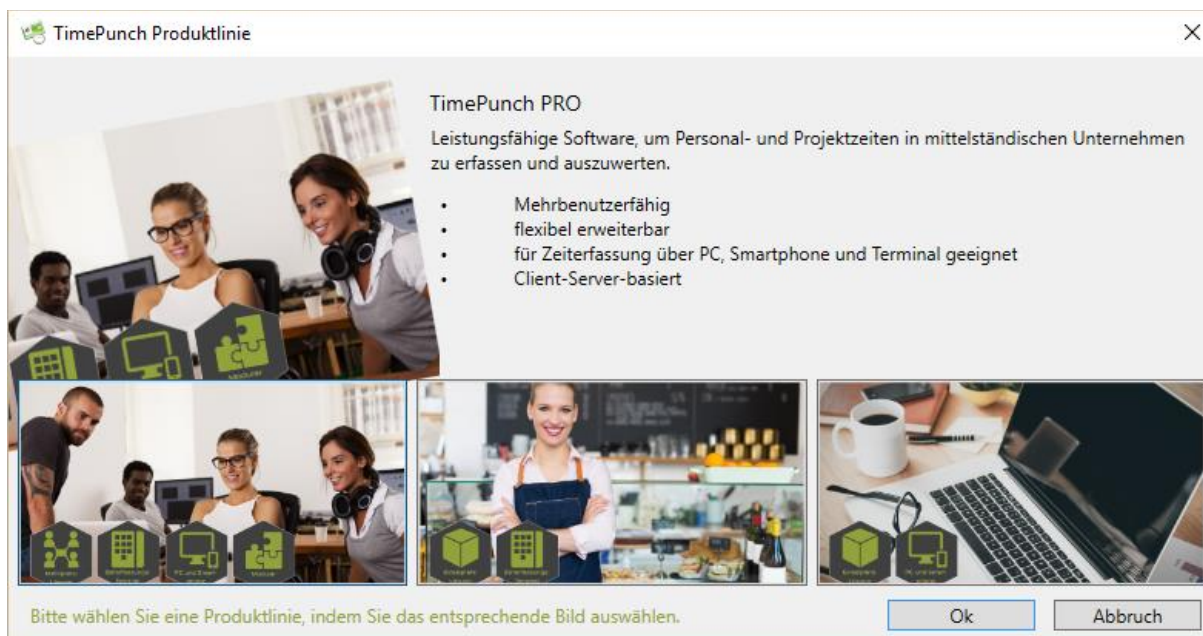 TimePunch Produktlinie
TimePunch PRO
Leistungsfähige Software, um Personal- und Projektzeiten in mittelständischen Unternehmen
zu erfassen und auszuwerten.
• Mehrbenutzerfähig
• flexibel erweiterbar
• für Zeiterfassung über PC, Smartphone und Terminal geeignet
• Client-Server-basiert
Modular
Bitte wählen Sie eine Produktlinie, indem Sie das entsprechende Bild auswählen.
Ok
Abbruch